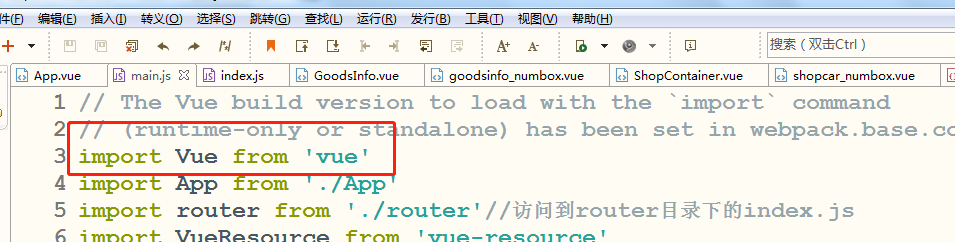 件(F) 编辑(E) 插入(I) 转义(O) 选择(S) 跳转(G) 查找(L) 运行(R) 发行(B) 工具(T) 视图(V) 帮助(H)
搜索（双击Ctrl）
App.vue main.js index.js GoodsInfo.vue goodsinfo_numbox.vue ShopContainer.vue shopcar_numbox.vue
1 // The Vue build version to load with the `import` command
2 // (runtime-only or standalone) has been set in webpack.base.co
3 import Vue from 'vue'
4 import App from './App'
5 import router from './router'//访问到router目录下的index.js
6 import VueResource from 'vue-resource'